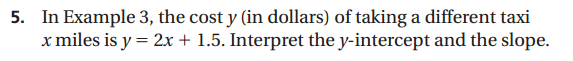 5. In Example 3, the cost y (in dollars) of taking a different taxi
x miles is y = 2x + 1.5. Interpret the y-intercept and the slope.